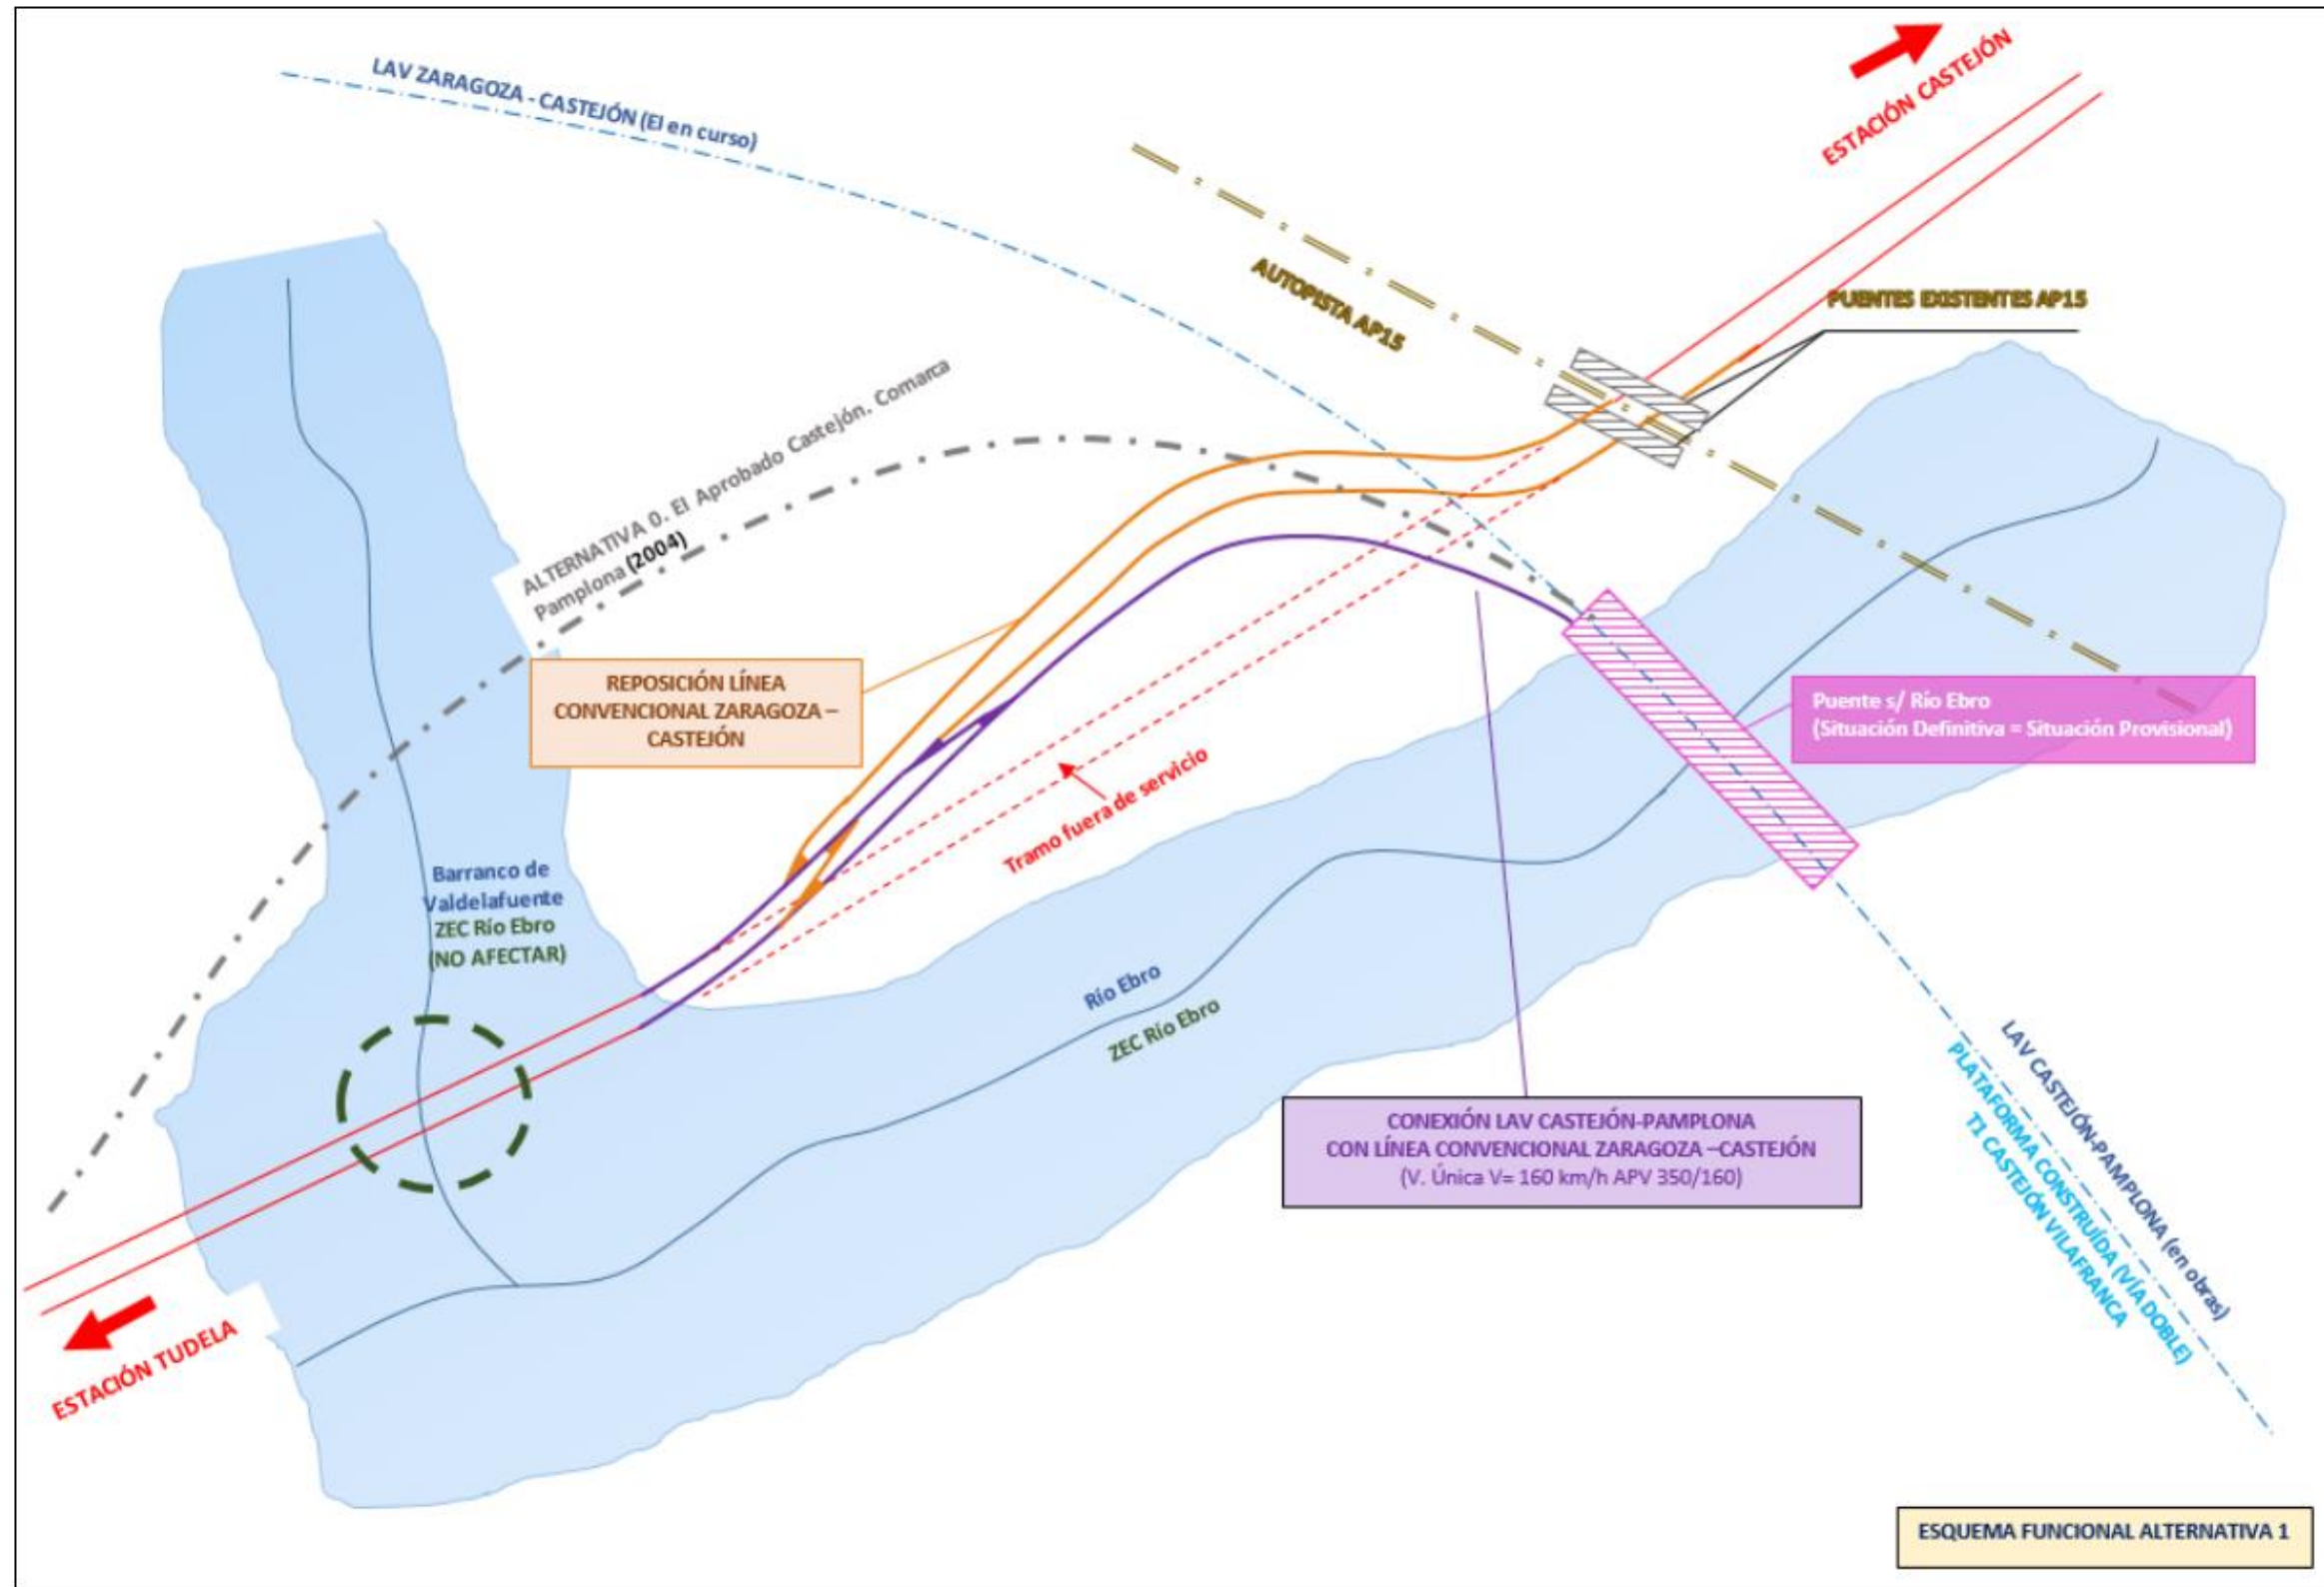 ESTACIÓN CASTEJÓN
LAV ZARAGOZA - CASTEJÓN (EI en curso)
AUTOPISTA AP15
PUENTES EXISTENTES AP15
ALTERNATIVA 0. EI Aprobado Castejón. Comarca
Pamplona (2004)
REPOSICIÓN LÍNEA
CONVENCIONAL ZARAGOZA –
CASTEJÓN
Puente s/ Río Ebro
(Situación Definitiva = Situación Provisional)
Tramo fuera de servicio
Barranco de
Valdelafuente
ZEC Río Ebro
(NO AFECTAR)
Río Ebro
ZEC Río Ebro
CONEXIÓN LAV CASTEJÓN-PAMPLONA
CON LÍNEA CONVENCIONAL ZARAGOZA –CASTEJÓN
(V. Única V= 160 km/h APV 350/160)
LAV CASTEJÓN-PAMPLONA (en obras)
PLATAFORMA CONSTRUÍDA (VÍA DOBLE)
T1 CASTEJÓN VILAFRANCA
ESTACIÓN TUDELA
ESQUEMA FUNCIONAL ALTERNATIVA 1